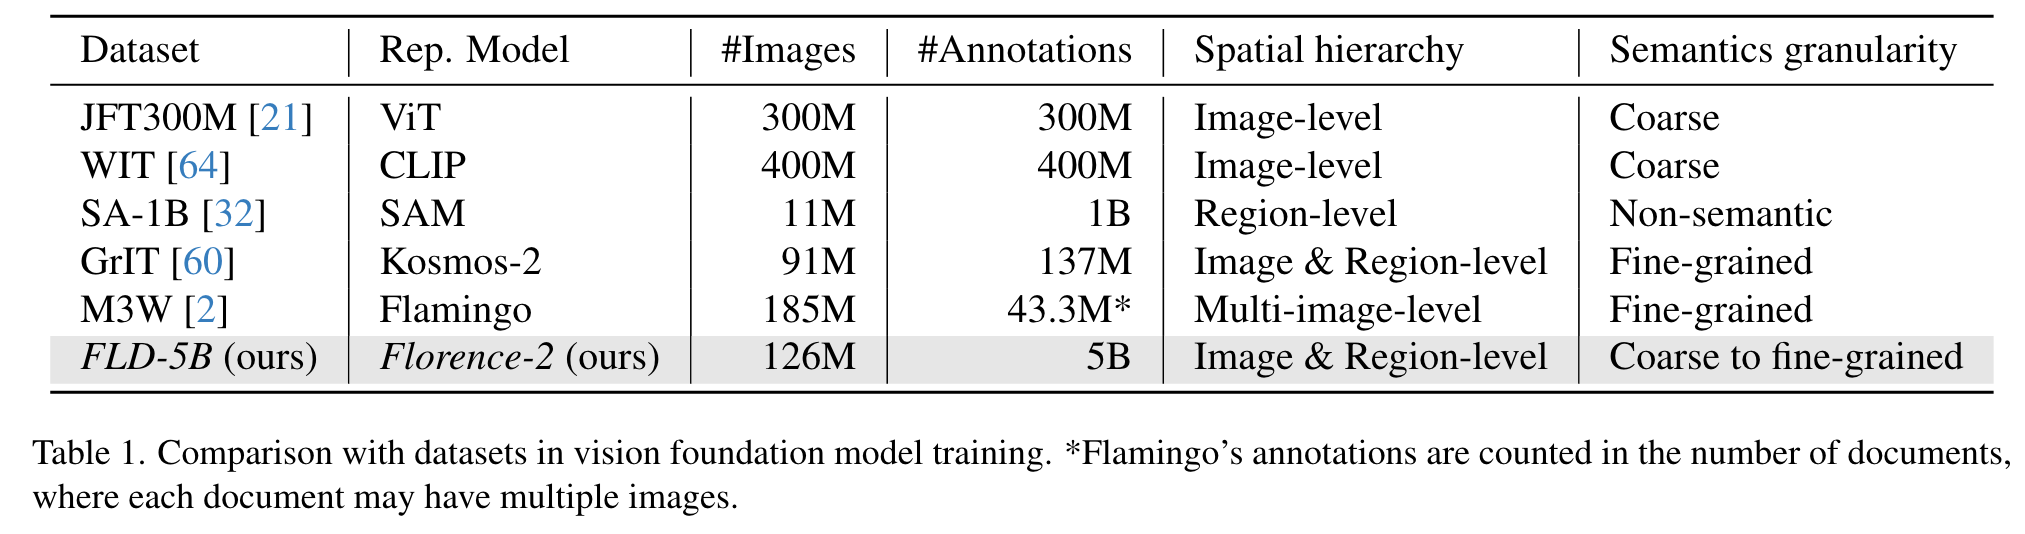 Dataset Rep. Model #Images #Annotations Spatial hierarchy Semantics granularity
JFT300M [21] ViT 300M 300M Image-level Coarse
WIT [64] CLIP 400M 400M Image-level Coarse
SA-1B [32] SAM 11M 1B Region-level Non-semantic
GrIT [60] Kosmos-2 91M 137M Image & Region-level Fine-grained
M3W [2] Flamingo 185M 43.3M* Multi-image-level Fine-grained
FLD-5B (ours) Florence-2 (ours) 126M 5B Image & Region-level Coarse to fine-grained
Table 1. Comparison with datasets in vision foundation model training. *Flamingo’s annotations are counted in the number of documents,
where each document may have multiple images.